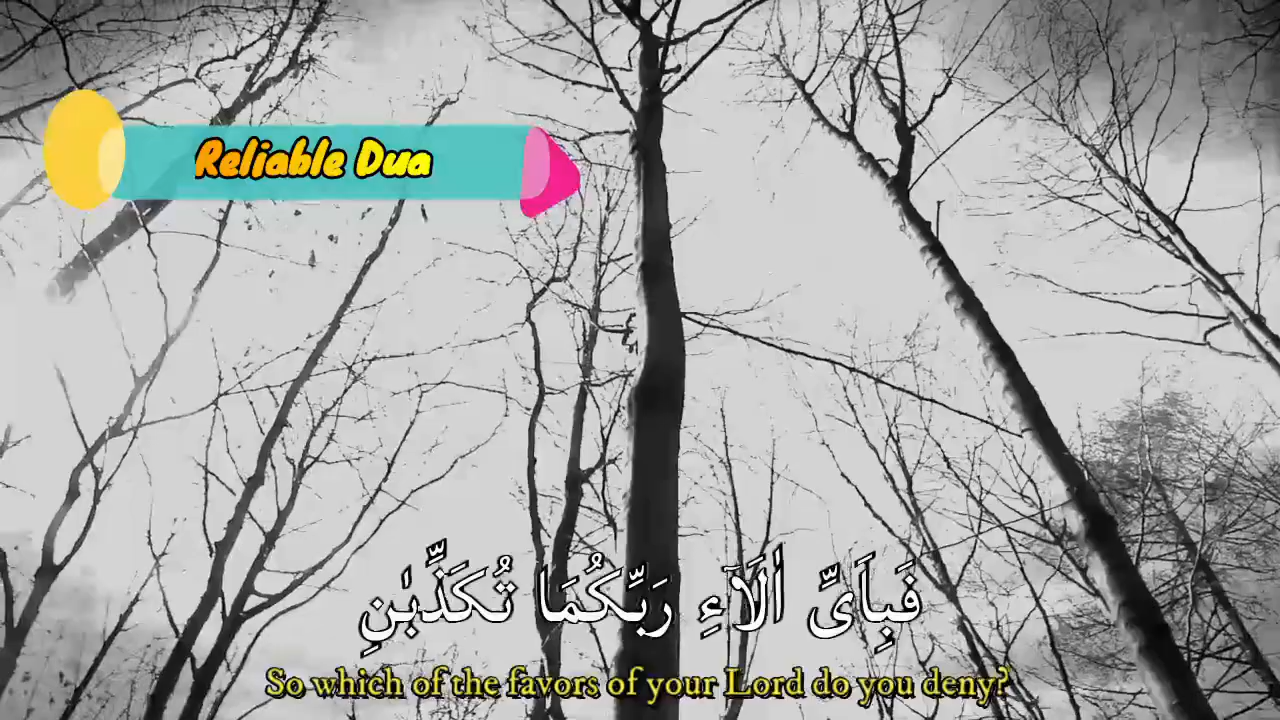 Reliable Dua
فَبِاَىِّ اٰلَآءِ رَبِّكُمَا تُكَذِّبٰنِ
So which of the favors of your Lord do you deny?